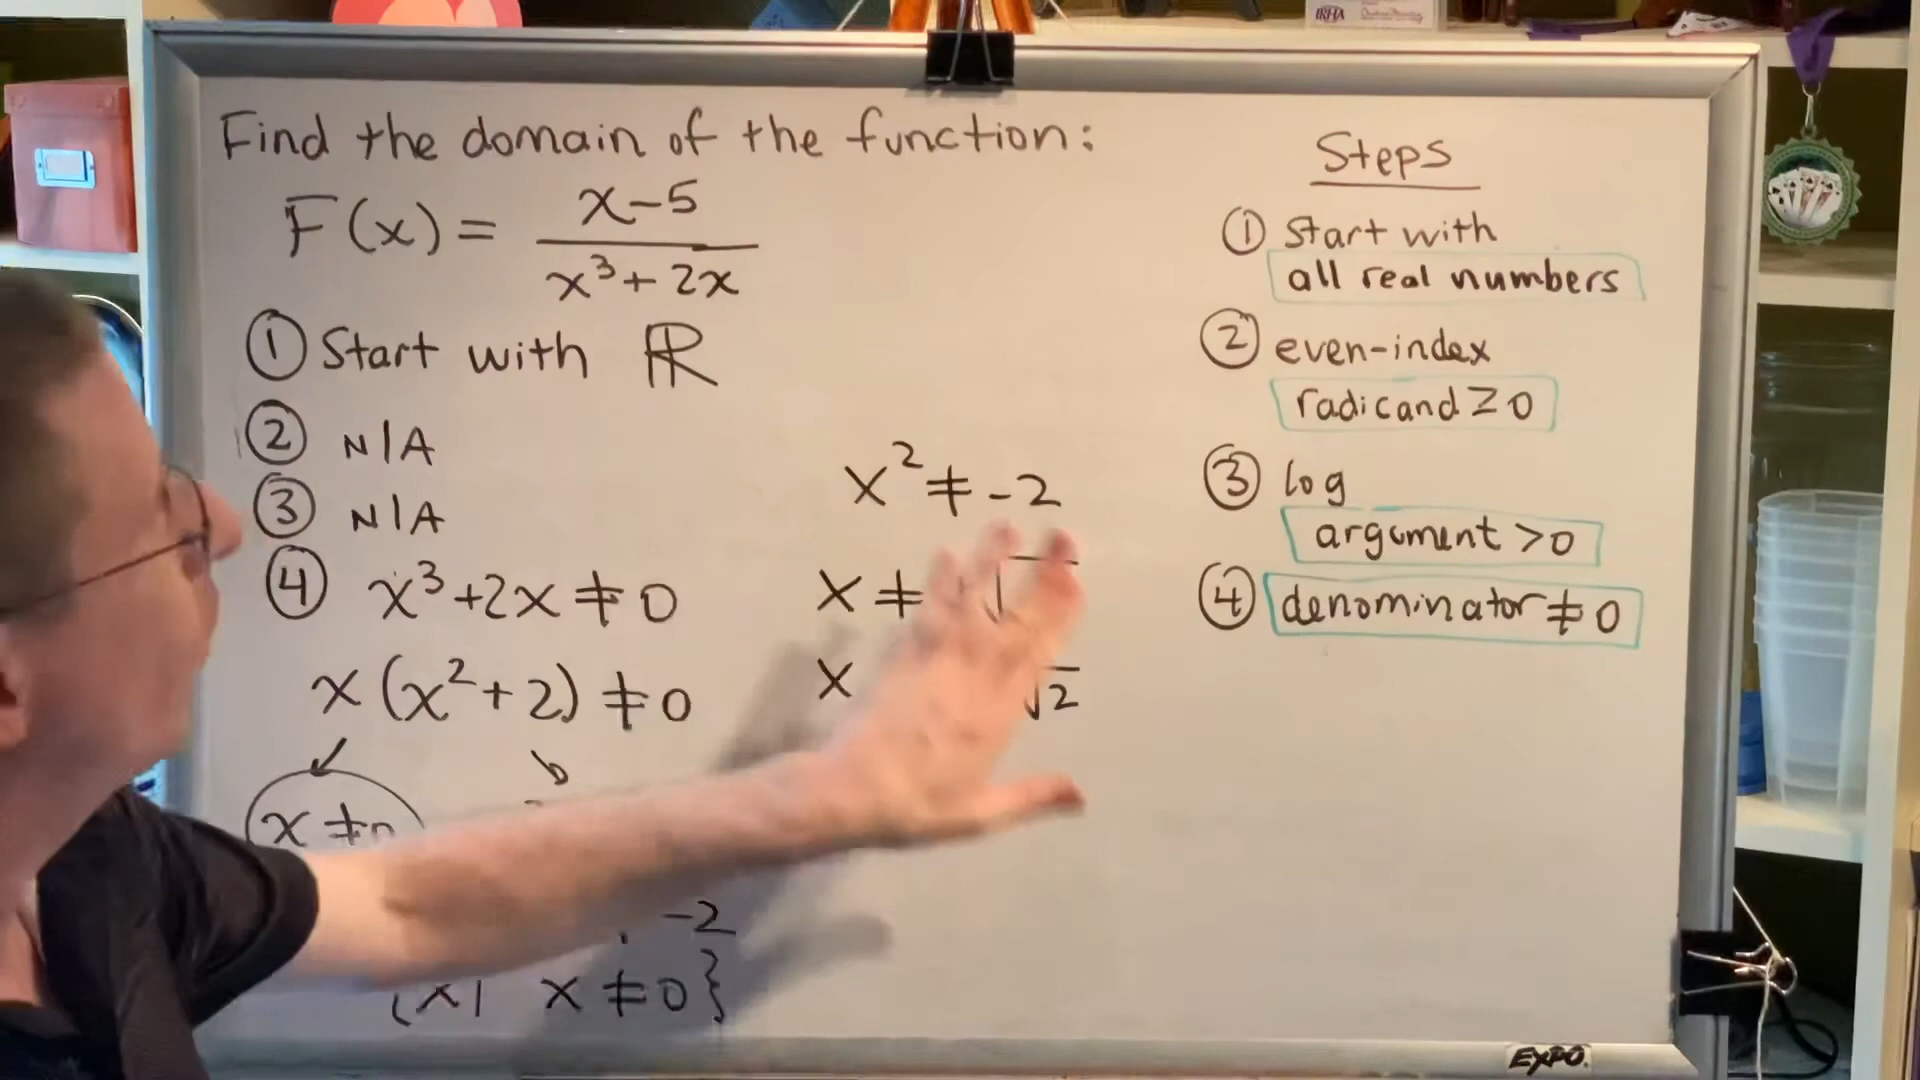 IRHA
Find the domain of the function:
F(x) = x-5
x³+2x
① Start with ℝ
② N/A
③ N/A
④ x³+2x ≠ 0
x(x²+2) ≠ 0
x ≠ 0
-2
{x| x ≠ 0}
x² ≠ -2
x ≠
x √2
Steps
① Start with
all real numbers
② even-index
radicand ≥ 0
③ log
argument > 0
④ denominator ≠ 0
EXPO.